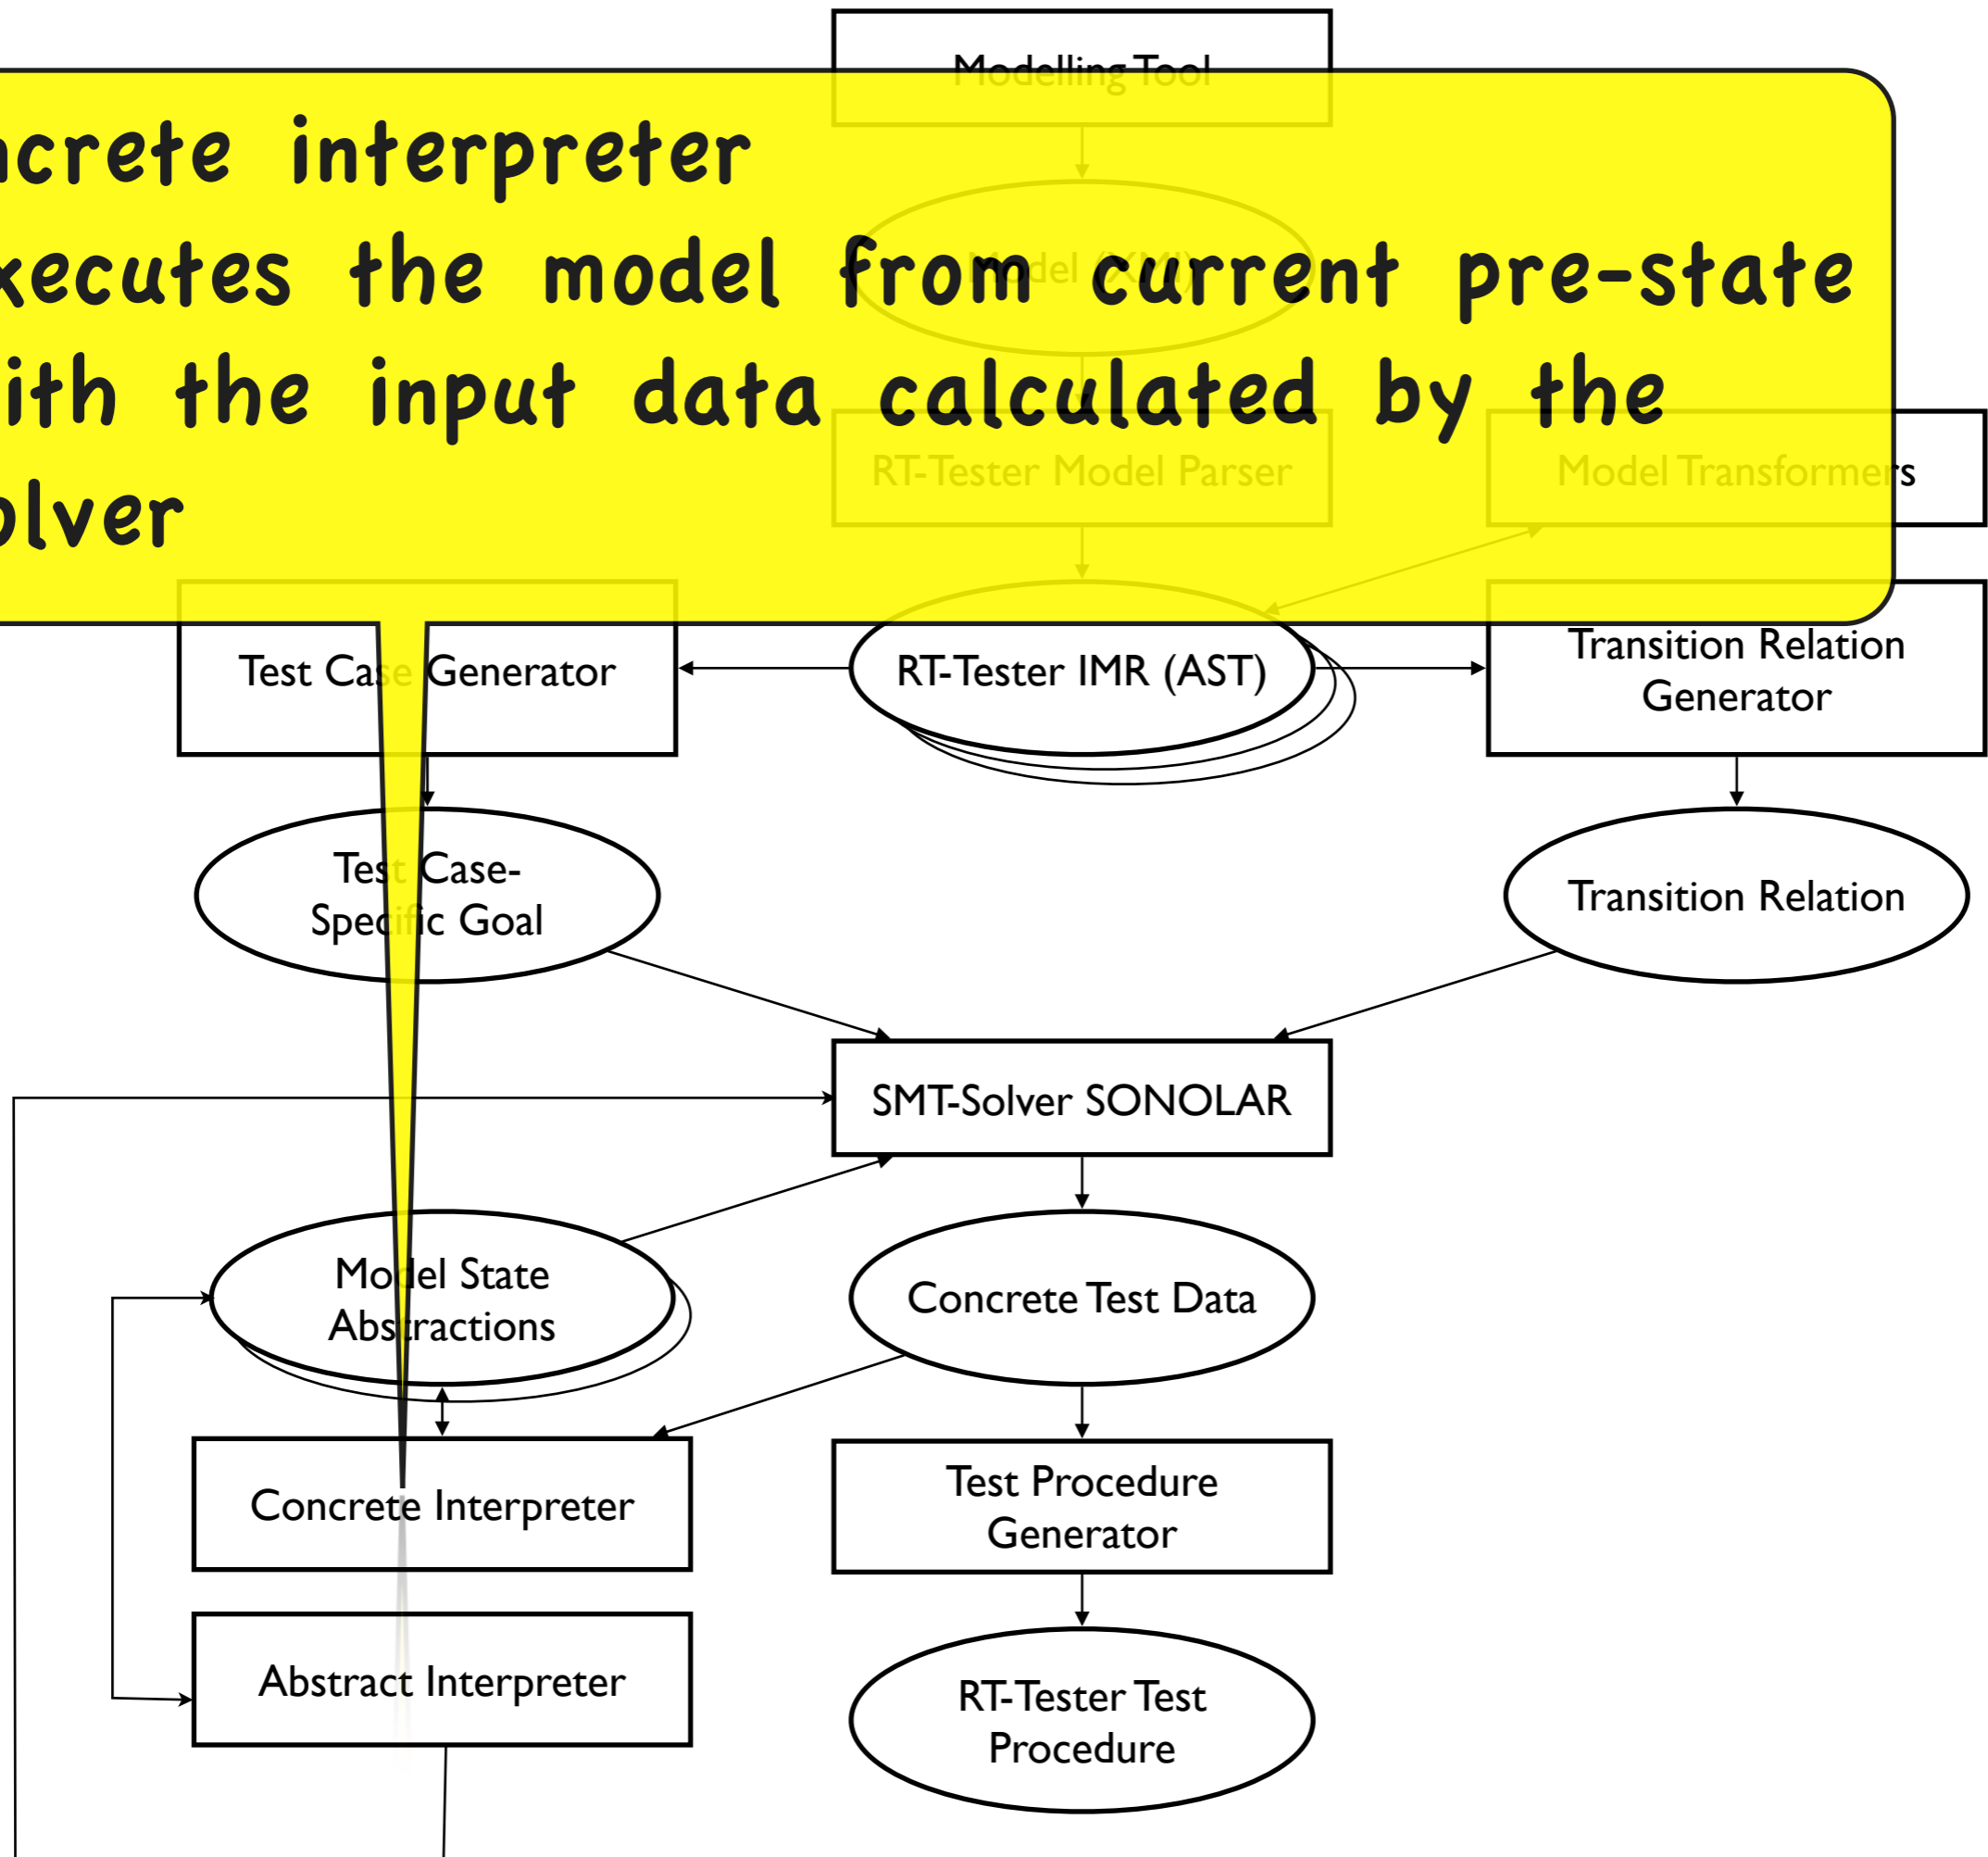 Modelling Tool
ncrete interpreter
xecutes the model from current pre-state
Model (XMI)
ith the input data calculated by the
RT-Tester Model Parser
Model Transformers
olver
Test Case Generator
RT-Tester IMR (AST)
Transition Relation
Generator
Test Case-
Specific Goal
Transition Relation
SMT-Solver SONOLAR
Model State
Abstractions
Concrete Test Data
Concrete Interpreter
Test Procedure
Generator
Abstract Interpreter
RT-Tester Test
Procedure